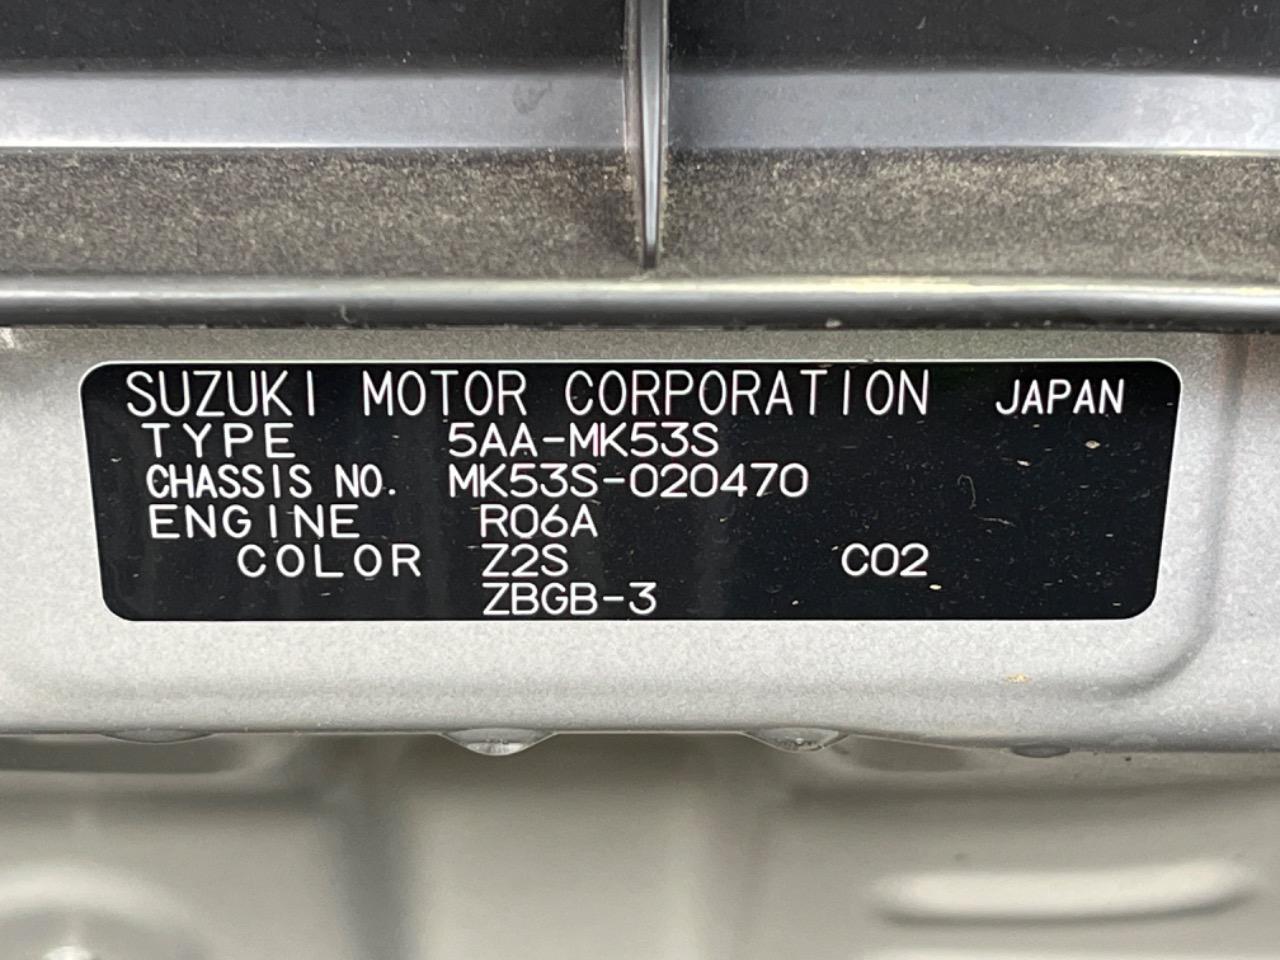 SUZUKI MOTOR CORPORATION JAPAN
TYPE 5AA-MK53S
CHASSIS NO. MK53S-020470
ENGINE R06A
COLOR Z2S C02
ZBGB-3